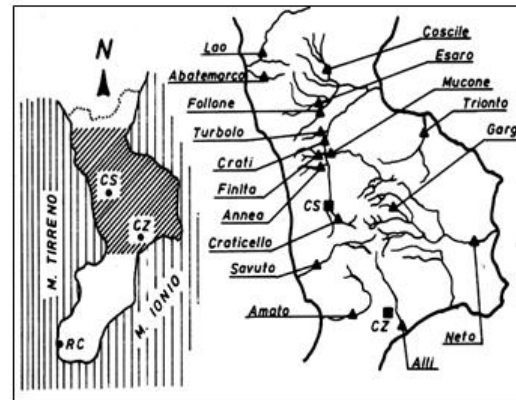 N
CS
CZ
M. TIRRENO
M. IONIO
RC
Lao
Abatemarco
Follone
Turbolo
Crati
Finita
Annea
CS
Craticello
Savuto
Amato
CZ
Coscile
Esaro
Mucone
Trionto
Garg
Neto
Alli